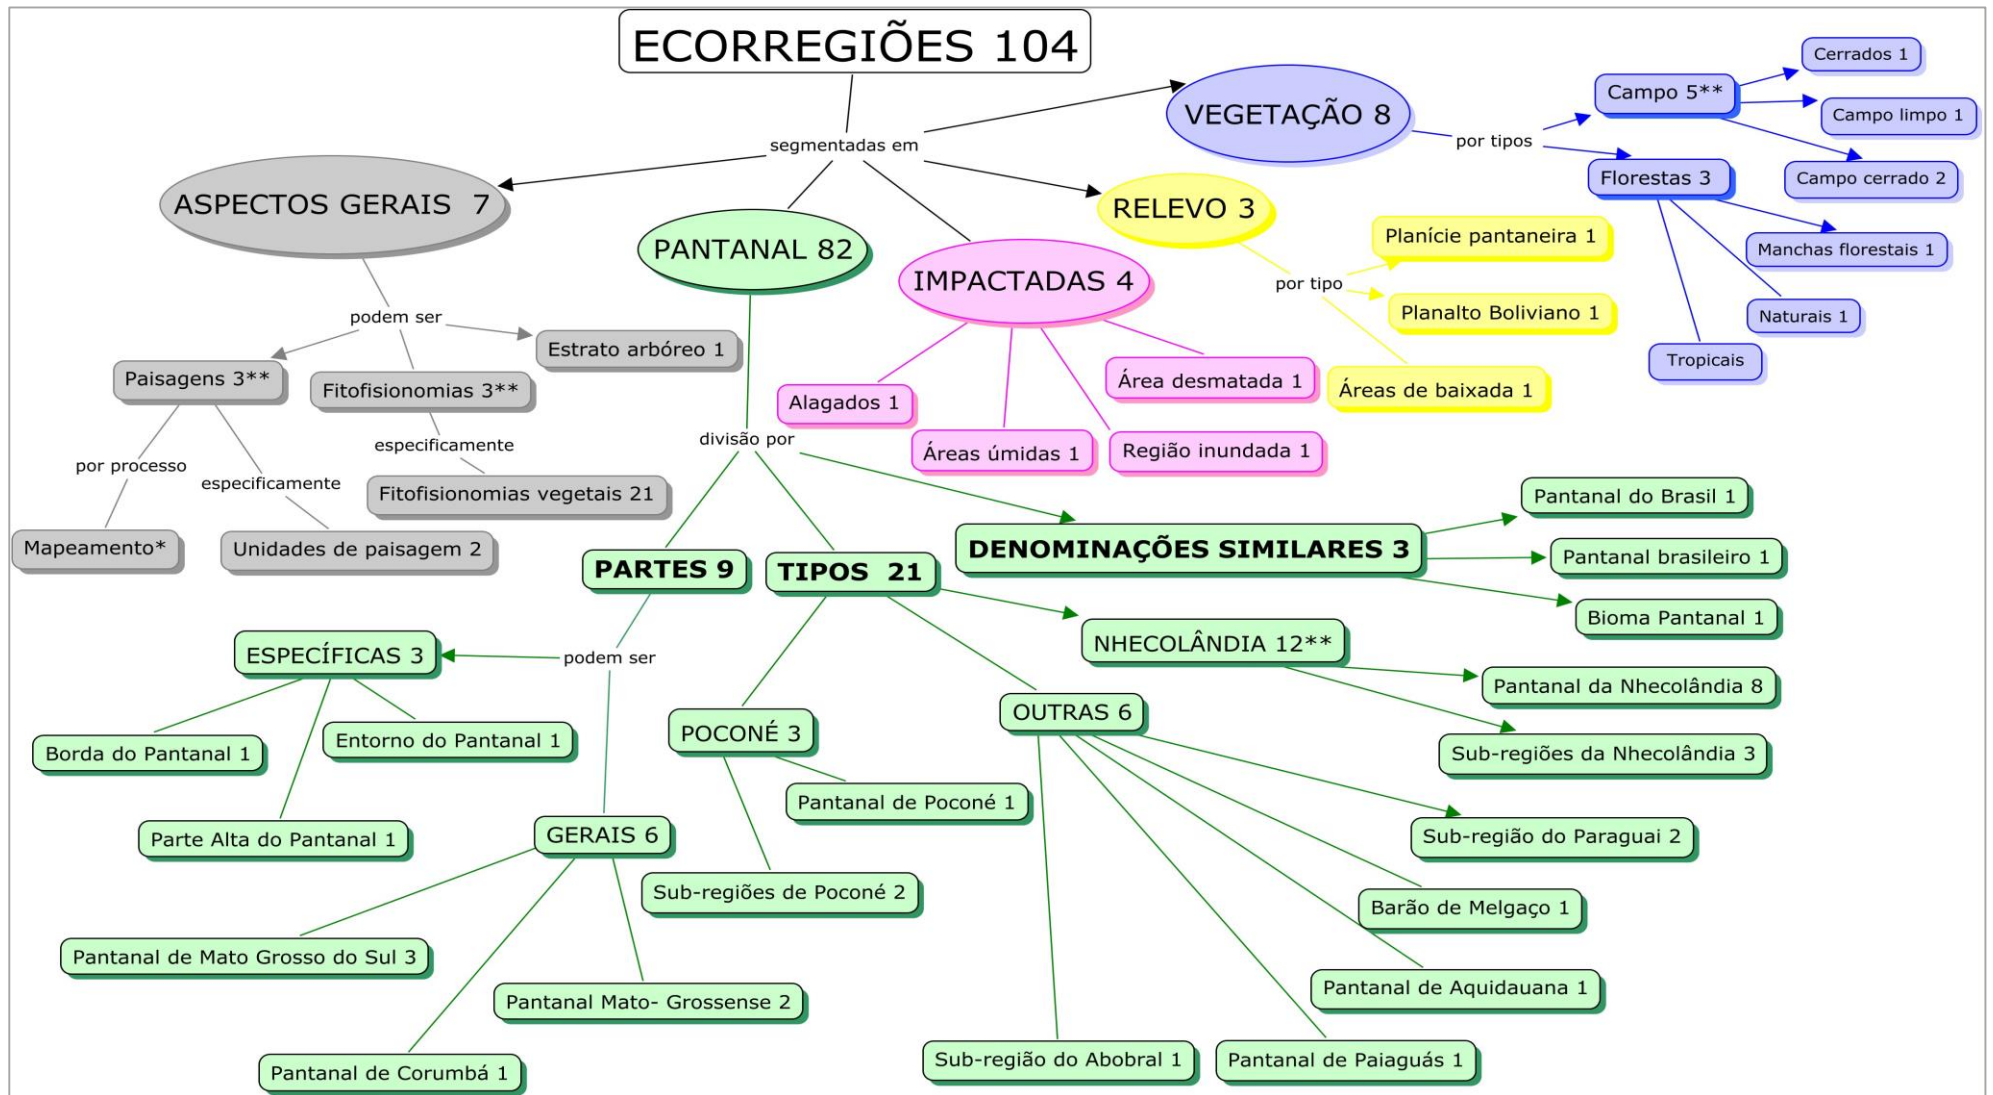 ECORREGIÕES 104
segmentadas em
ASPECTOS GERAIS  7
podem ser
Paisagens 3**
Fitofisionomias 3**
Estrato arbóreo 1
por processo
especificamente
especificamente
Mapeamento*
Unidades de paisagem 2
Fitofisionomias vegetais 21
PANTANAL 82
divisão por
PARTES 9
podem ser
ESPECÍFICAS 3
Borda do Pantanal 1
Parte Alta do Pantanal 1
Entorno do Pantanal 1
GERAIS 6
Pantanal de Mato Grosso do Sul 3
Pantanal de Corumbá 1
Pantanal Mato- Grossense 2
TIPOS  21
POCONÉ 3
Sub-regiões de Poconé 2
Pantanal de Poconé 1
OUTRAS 6
Sub-região do Abobral 1
Pantanal de Paiaguás 1
Pantanal de Aquidauana 1
Barão de Melgaço 1
Sub-região do Paraguai 2
NHECOLÂNDIA 12**
Pantanal da Nhecolândia 8
Sub-regiões da Nhecolândia 3
DENOMINAÇÕES SIMILARES 3
Pantanal do Brasil 1
Pantanal brasileiro 1
Bioma Pantanal 1
IMPACTADAS 4
Alagados 1
Áreas úmidas 1
Região inundada 1
Área desmatada 1
RELEVO 3
por tipo
Planície pantaneira 1
Planalto Boliviano 1
Áreas de baixada 1
VEGETAÇÃO 8
por tipos
Campo 5**
Cerrados 1
Campo limpo 1
Campo cerrado 2
Florestas 3
Manchas florestais 1
Naturais 1
Tropicais